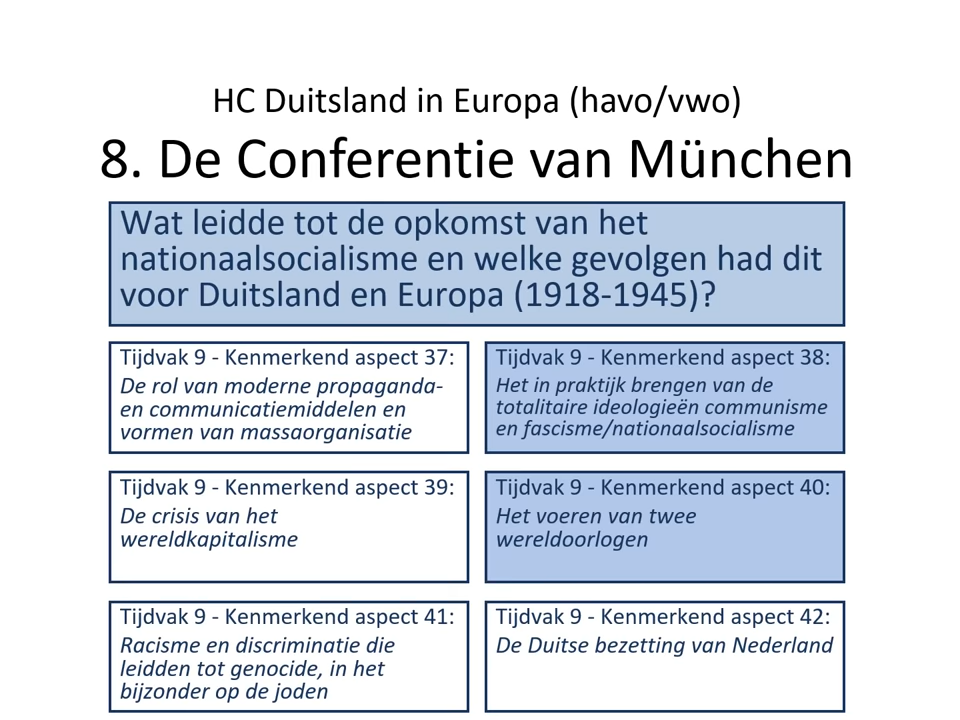 HC Duitsland in Europa (havo/vwo)
8. De Conferentie van München
Wat leidde tot de opkomst van het
nationaalsocialisme en welke gevolgen had dit
voor Duitsland en Europa (1918-1945)?
Tijdvak 9 - Kenmerkend aspect 37:
De rol van moderne propaganda-
en communicatiemiddelen en
vormen van massaorganisatie
Tijdvak 9 - Kenmerkend aspect 38:
Het in praktijk brengen van de
totalitaire ideologieën communisme
en fascisme/nationaalsocialisme
Tijdvak 9 - Kenmerkend aspect 39:
De crisis van het
wereldkapitalisme
Tijdvak 9 - Kenmerkend aspect 40:
Het voeren van twee
wereldoorlogen
Tijdvak 9 - Kenmerkend aspect 41:
Racisme en discriminatie die
leidden tot genocide, in het
bijzonder op de joden
Tijdvak 9 - Kenmerkend aspect 42:
De Duitse bezetting van Nederland